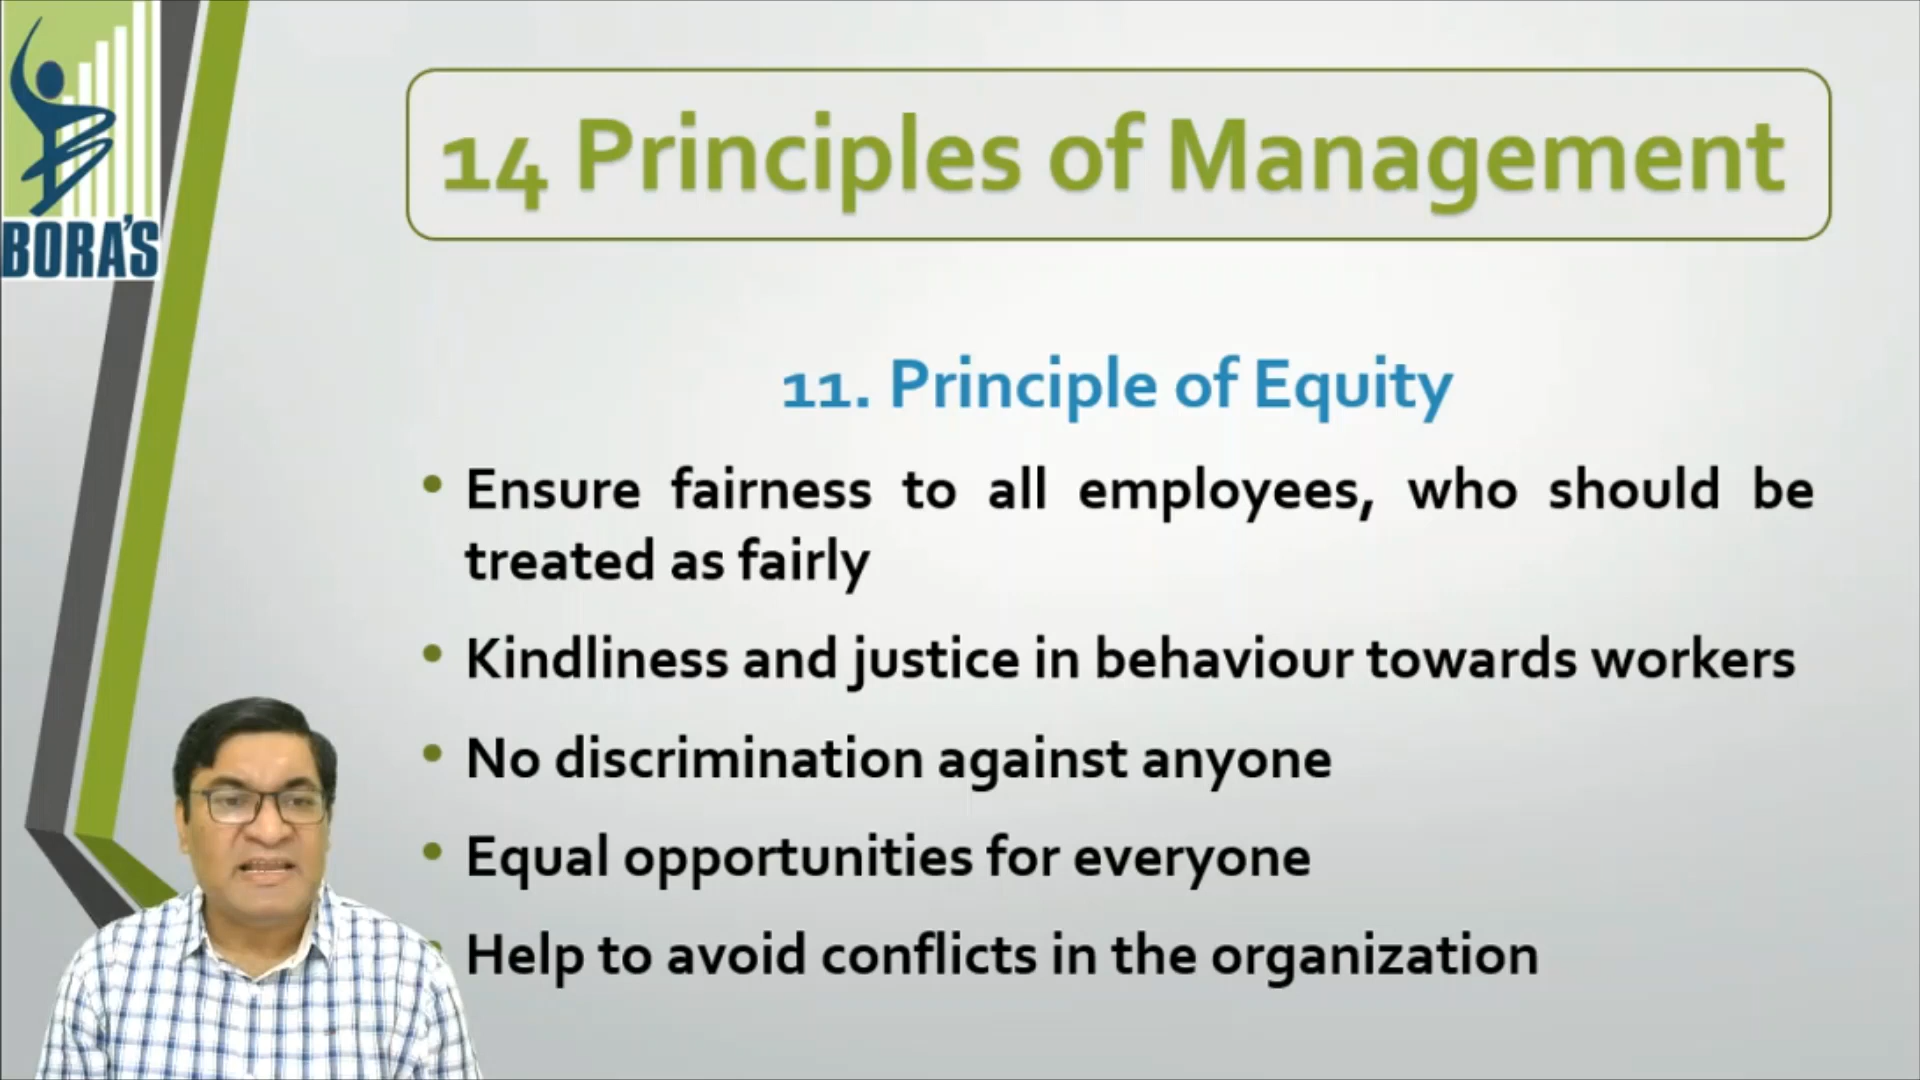 BORA'S
14 Principles of Management
11. Principle of Equity
• Ensure fairness to all employees, who should be
treated as fairly
• Kindliness and justice in behaviour towards workers
• No discrimination against anyone
• Equal opportunities for everyone
• Help to avoid conflicts in the organization